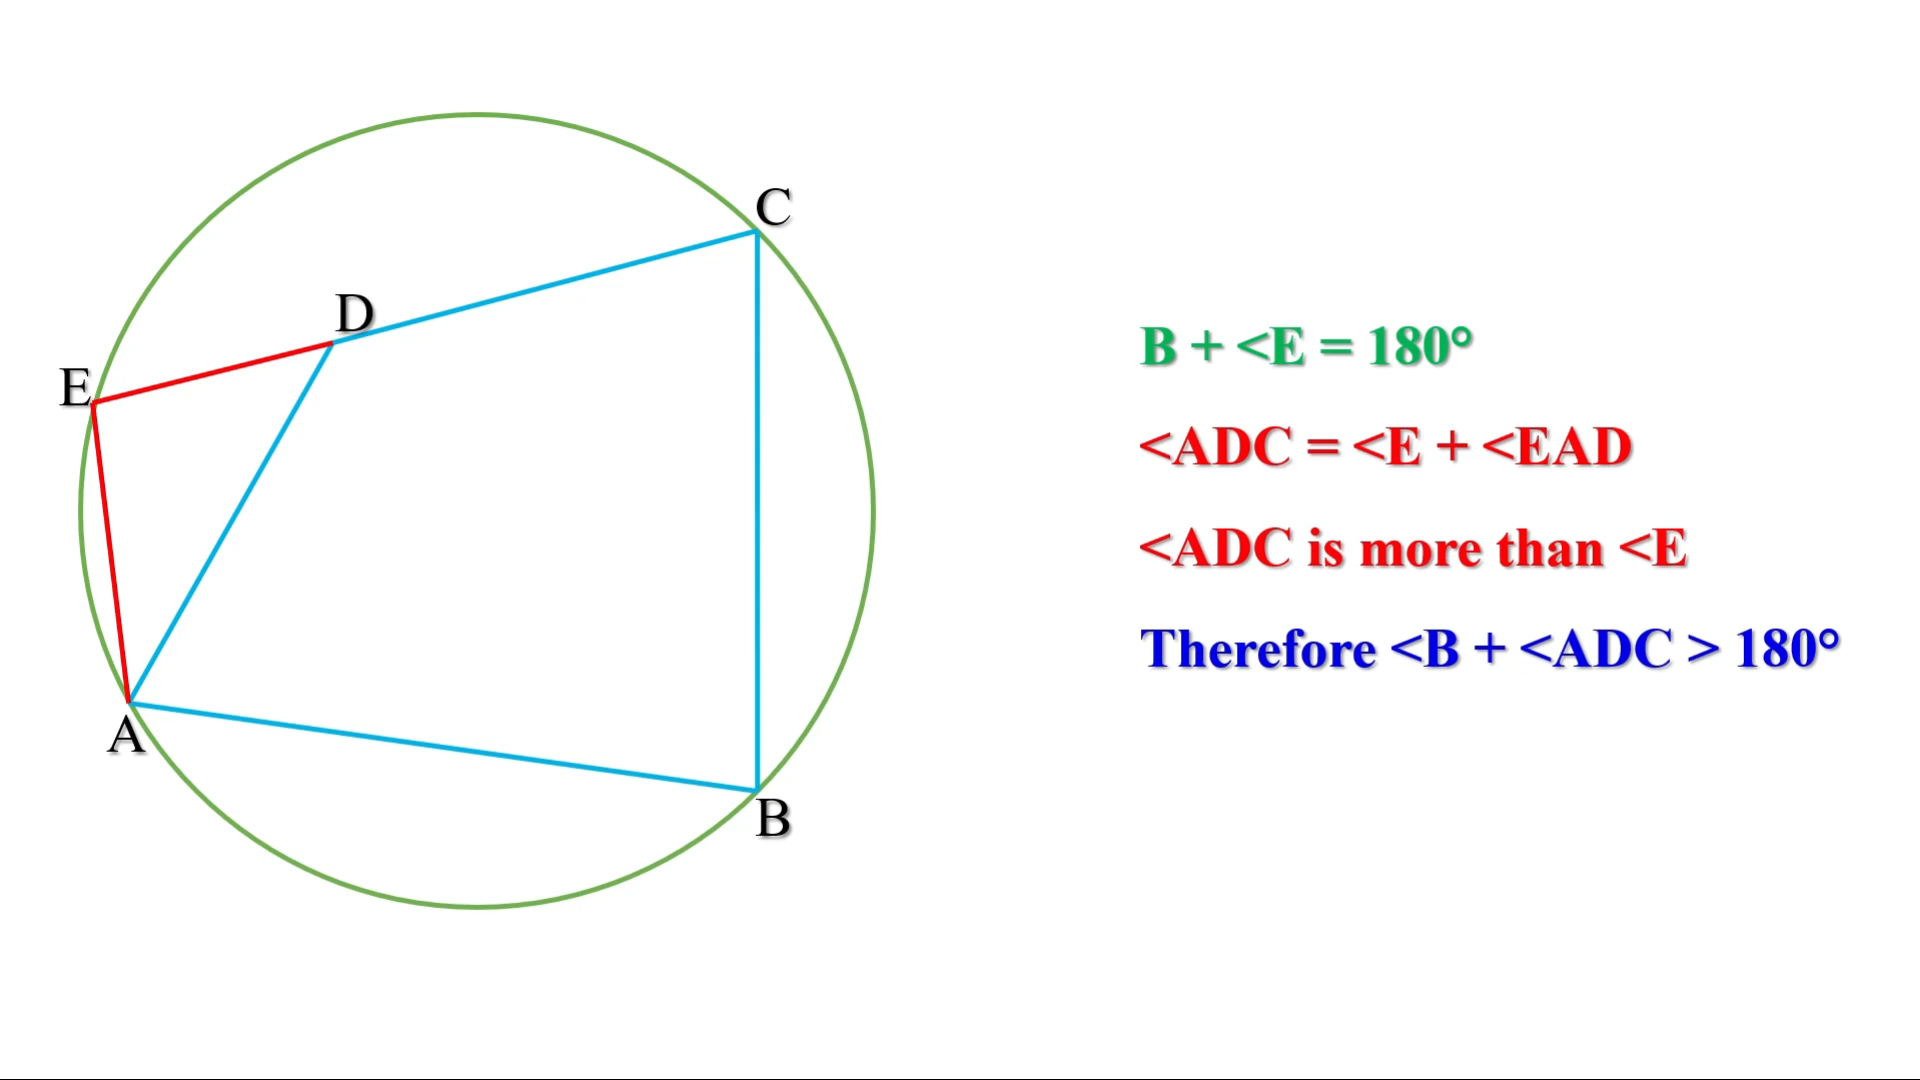 C
D
E
A
B
B + <E = 180°
<ADC = <E + <EAD
<ADC is more than <E
Therefore <B + <ADC > 180°